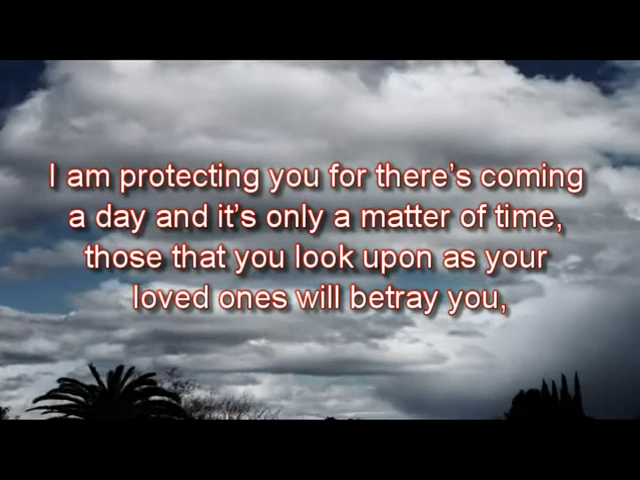 I am protecting you for there’s coming
a day and it’s only a matter of time,
those that you look upon as your
loved ones will betray you,